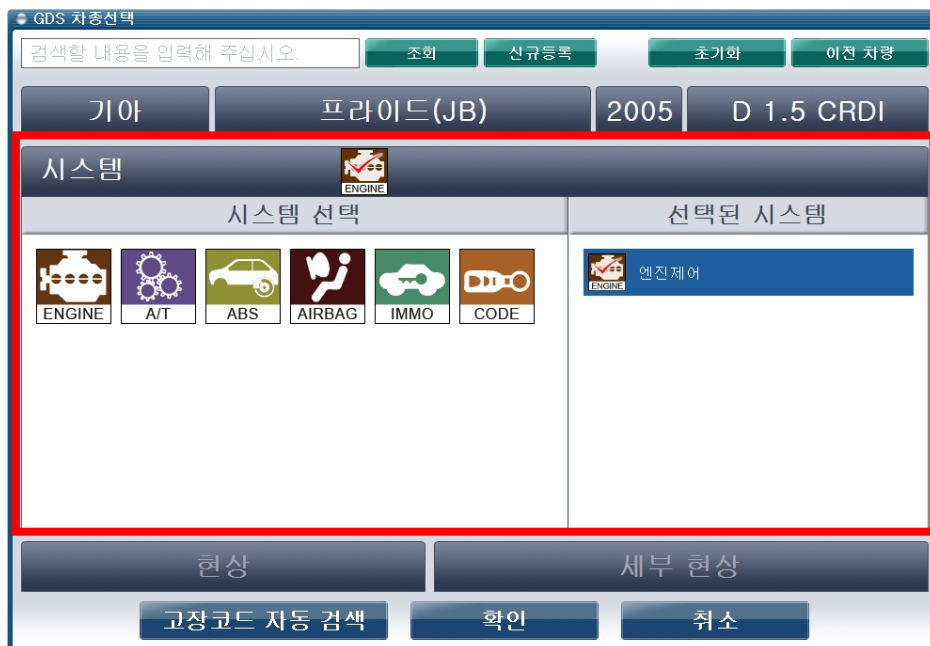 GDS 차종선택
검색할 내용을 입력해 주십시오. 조회 신규등록 초기화 이전 차량
기아 프라이드(JB) 2005 D 1.5 CRDI
시스템 ENGINE
시스템 선택 선택된 시스템
ENGINE A/T ABS AIRBAG IMMO CODE
ENGINE 엔진제어
현상 세부 현상
고장코드 자동 검색 확인 취소